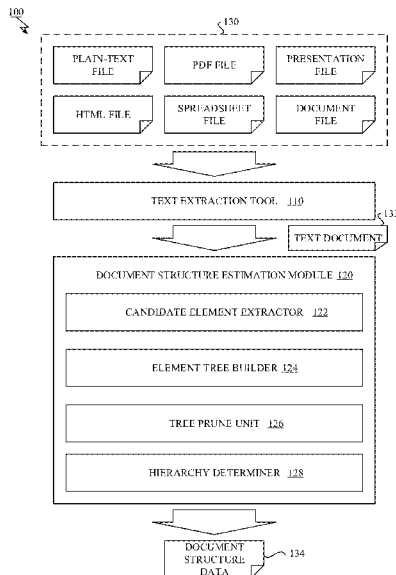 100
130
PLAIN-TEXT FILE
PDF FILE
PRESENTATION FILE
HTML FILE
SPREADSHEET FILE
DOCUMENT FILE
TEXT EXTRACTION TOOL 110
132
TEXT DOCUMENT
DOCUMENT STRUCTURE ESTIMATION MODULE 120
CANDIDATE ELEMENT EXTRACTOR 122
ELEMENT TREE BUILDER 124
TREE PRUNE UNIT 126
HIERARCHY DETERMINER 128
DOCUMENT
STRUCTURE
DATA
134